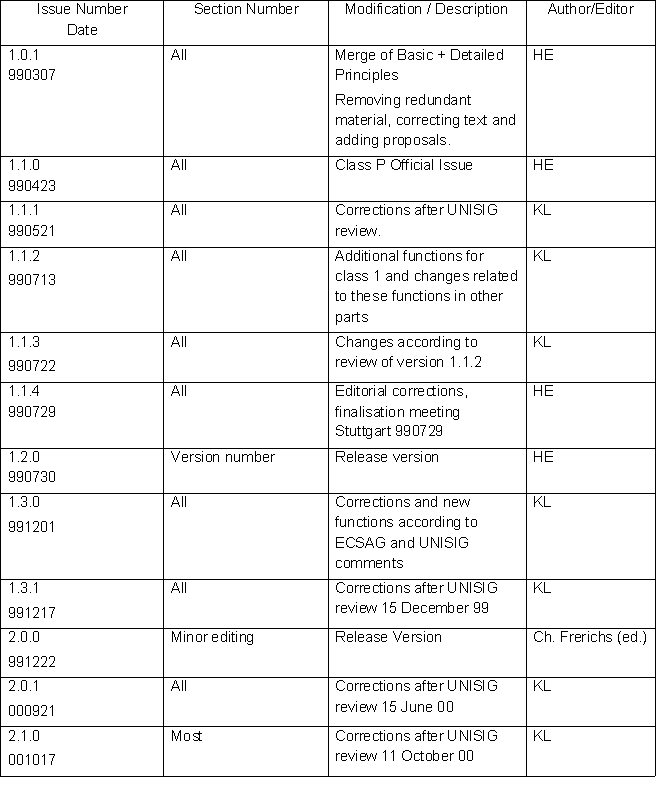 Issue Number Section Number Modification / Description Author/Editor
Date
1.0.1 All Merge of Basic + Detailed HE
990307 Principles
Removing redundant
material, correcting text and
adding proposals.
1.1.0 All Class P Official Issue HE
990423
1.1.1 All Corrections after UNISIG KL
990521 review.
1.1.2 All Additional functions for KL
990713 class 1 and changes related
to these functions in other
parts
1.1.3 All Changes according to KL
990722 review of version 1.1.2
1.1.4 All Editorial corrections, HE
990729 finalisation meeting
Stuttgart 990729
1.2.0 Version number Release version HE
990730
1.3.0 All Corrections and new KL
991201 functions according to
ECSAG and UNISIG
comments
1.3.1 All Corrections after UNISIG KL
991217 review 15 December 99
2.0.0 Minor editing Release Version Ch. Frerichs (ed.)
991222
2.0.1 All Corrections after UNISIG KL
000921 review 15 June 00
2.1.0 Most Corrections after UNISIG KL
001017 review 11 October 00